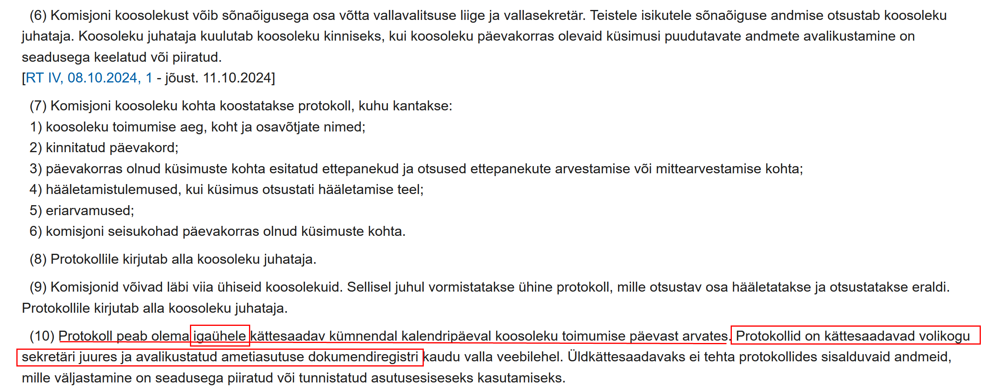 (6) Komisjoni koosolekust võib sõnaõigusega osa võtta vallavalitsuse liige ja vallasekretär. Teistele isikutele sõnaõiguse andmise otsustab koosoleku
juhataja. Koosoleku juhataja kuulutab koosoleku kinniseks, kui koosoleku päevakorras olevaid küsimusi puudutavate andmete avalikustamine on
seadusega keelatud või piiratud.
[RT IV, 08.10.2024, 1 - jõust. 11.10.2024]
(7) Komisjoni koosoleku kohta koostatakse protokoll, kuhu kantakse:
1) koosoleku toimumise aeg, koht ja osavõtjate nimed;
2) kinnitatud päevakord;
3) päevakorras olnud küsimuste kohta esitatud ettepanekud ja otsused ettepanekute arvestamise või mittearvestamise kohta;
4) hääletamistulemused, kui küsimus otsustati hääletamise teel;
5) eriarvamused;
6) komisjoni seisukohad päevakorras olnud küsimuste kohta.
(8) Protokollile kirjutab alla koosoleku juhataja.
(9) Komisjonid võivad läbi viia ühiseid koosolekuid. Sellisel juhul vormistatakse ühine protokoll, mille otsustav osa hääletatakse ja otsustatakse eraldi.
Protokollile kirjutab alla koosoleku juhataja.
(10) Protokoll peab olema igaühele kättesaadav kümnendal kalendripäeval koosoleku toimumise päevast arvates. Protokollid on kättesaadavad volikogu
sekretäri juures ja avalikustatud ametiasutuse dokumendiregistri kaudu valla veebilehel. Üldkättesaadavaks ei tehta protokollides sisalduvaid andmeid,
mille väljastamine on seadusega piiratud või tunnistatud asutusesiseseks kasutamiseks.